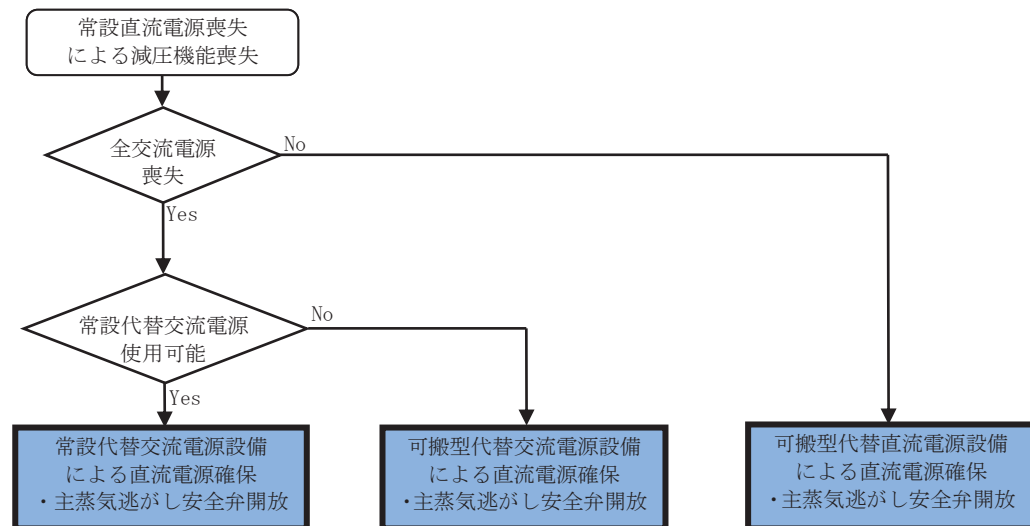 常設直流電源喪失
による減圧機能喪失
全交流電源
喪失
No
Yes
常設代替交流電源
使用可能
No
Yes
常設代替交流電源設備
による直流電源確保
・主蒸気逃がし安全弁開放
可搬型代替交流電源設備
による直流電源確保
・主蒸気逃がし安全弁開放
可搬型代替直流電源設備
による直流電源確保
・主蒸気逃がし安全弁開放